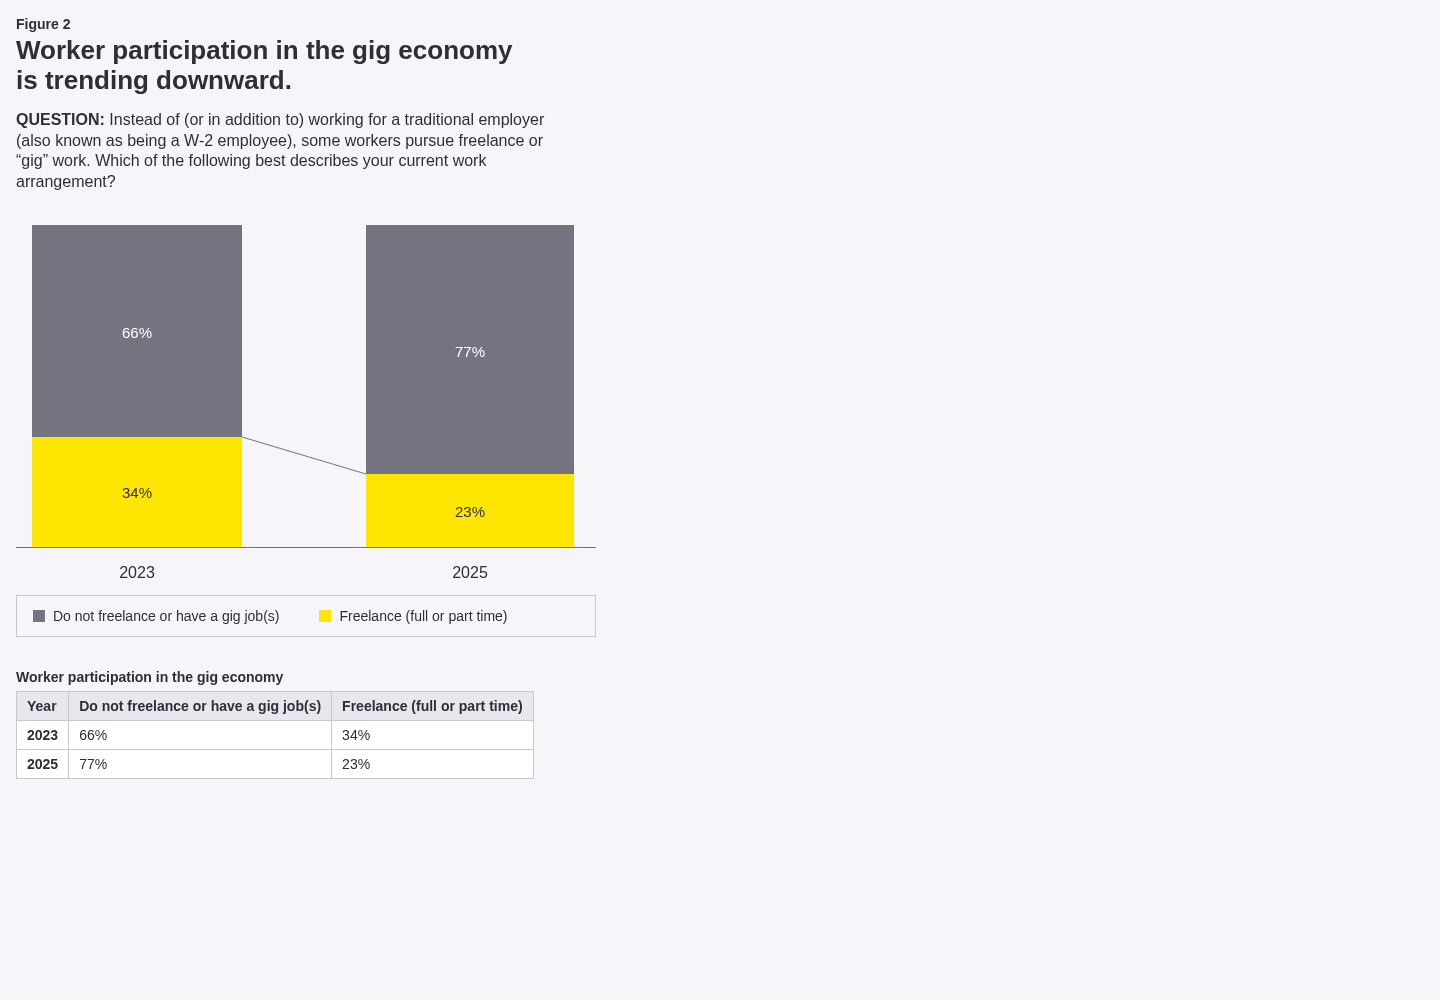 Figure 2
Worker participation in the gig economy
is trending downward.
QUESTION: Instead of (or in addition to) working for a traditional employer
(also known as being a W-2 employee), some workers pursue freelance or
“gig” work. Which of the following best describes your current work
arrangement?
66%
77%
34%
23%
2023
2025
Do not freelance or have a gig job(s)
Freelance (full or part time)
Worker participation in the gig economy
Year Do not freelance or have a gig job(s) Freelance (full or part time)
2023 66% 34%
2025 77% 23%